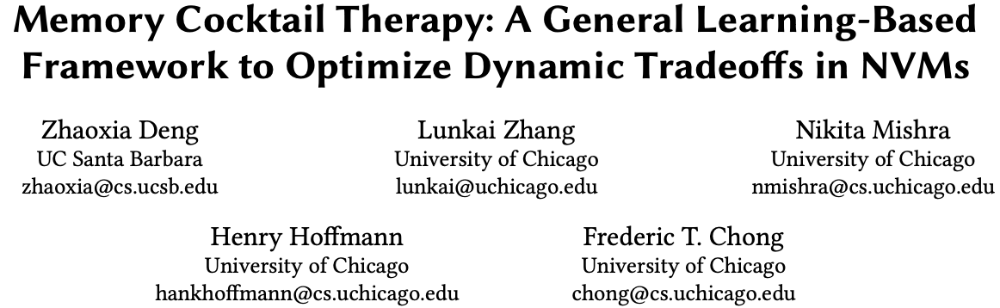 Memory Cocktail Therapy: A General Learning-Based
Framework to Optimize Dynamic Tradeoffs in NVMs
Zhaoxia Deng
UC Santa Barbara
zhaoxia@cs.ucsb.edu
Lunkai Zhang
University of Chicago
lunkai@uchicago.edu
Nikita Mishra
University of Chicago
nmishra@cs.uchicago.edu
Henry Hoffmann
University of Chicago
hankhoffmann@cs.uchicago.edu
Frederic T. Chong
University of Chicago
chong@cs.uchicago.edu